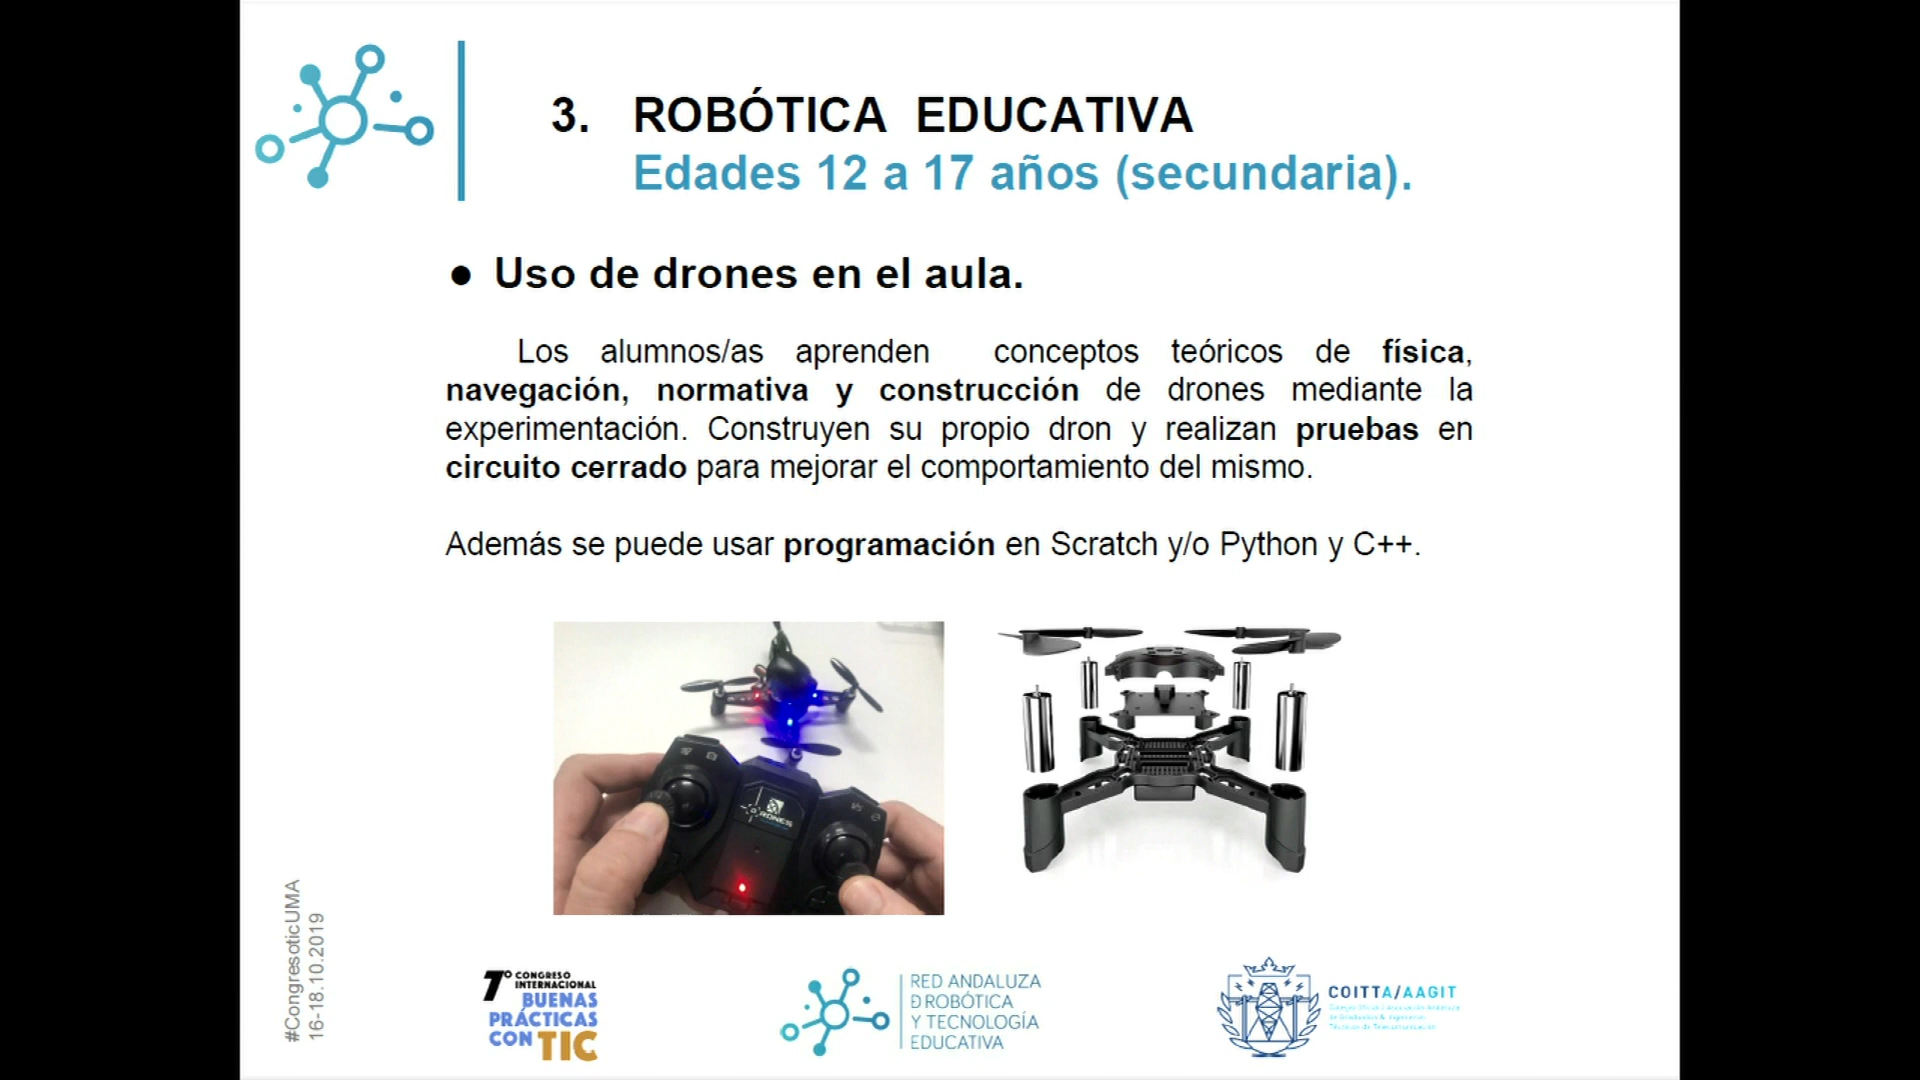 3. ROBÓTICA EDUCATIVA
Edades 12 a 17 años (secundaria).
● Uso de drones en el aula.
Los alumnos/as aprenden conceptos teóricos de física,
navegación, normativa y construcción de drones mediante la
experimentación. Construyen su propio dron y realizan pruebas en
circuito cerrado para mejorar el comportamiento del mismo.
Además se puede usar programación en Scratch y/o Python y C++.
#CongresoticUMA
16-18.10.2019
7º CONGRESO
INTERNACIONAL
BUENAS
PRÁCTICAS
CON TIC
RED ANDALUZA
D ROBÓTICA
Y TECNOLOGÍA
EDUCATIVA
COITTA/AAGIT